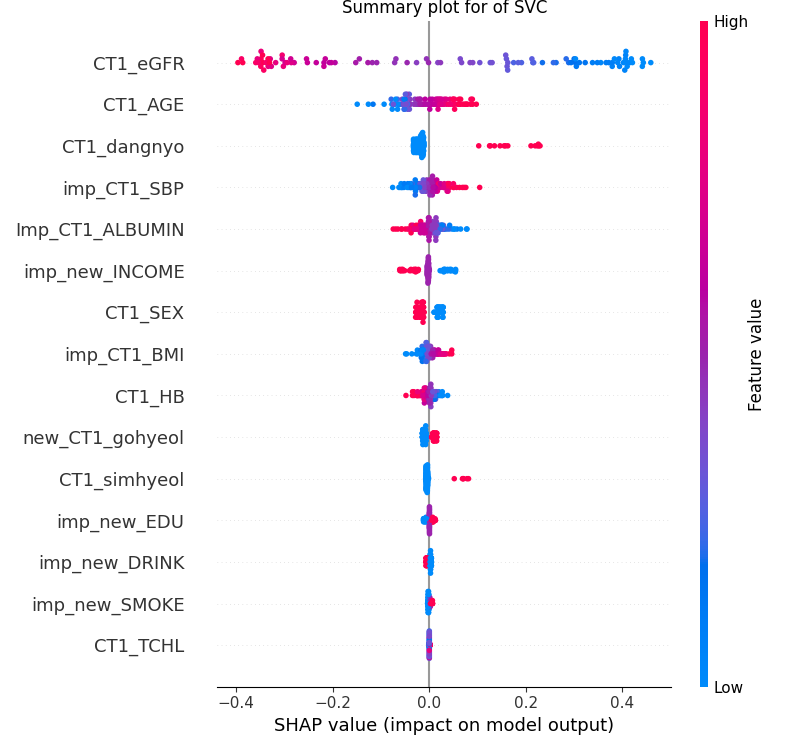 Summary plot for of SVC
High
CT1_eGFR
CT1_AGE
CT1_dangnyo
imp_CT1_SBP
Imp_CT1_ALBUMIN
imp_new_INCOME
CT1_SEX
imp_CT1_BMI
CT1_HB
new_CT1_gohyeol
CT1_simhyeol
imp_new_EDU
imp_new_DRINK
imp_new_SMOKE
CT1_TCHL
Feature value
Low
−0.4 −0.2 0.0 0.2 0.4
SHAP value (impact on model output)